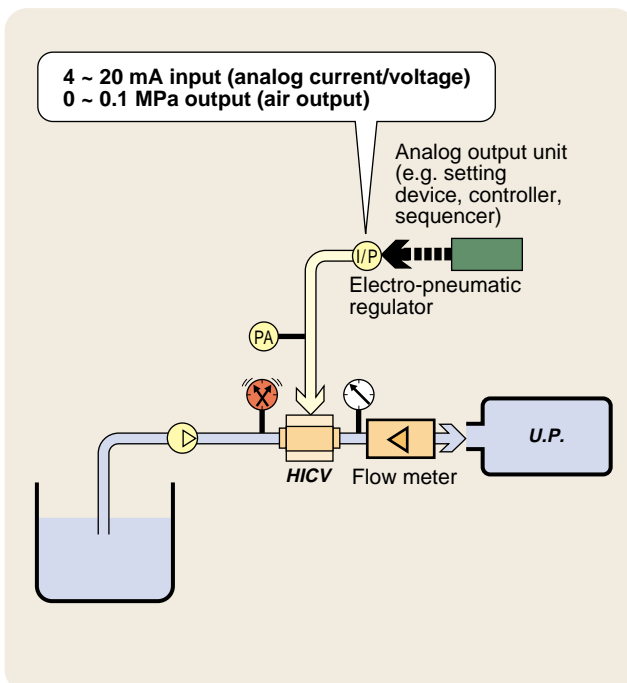 4 ~ 20 mA input (analog current/voltage)
0 ~ 0.1 MPa output (air output)
Analog output unit
(e.g. setting
device, controller,
sequencer)
I/P
Electro-pneumatic
regulator
PA
HICV
Flow meter
U.P.